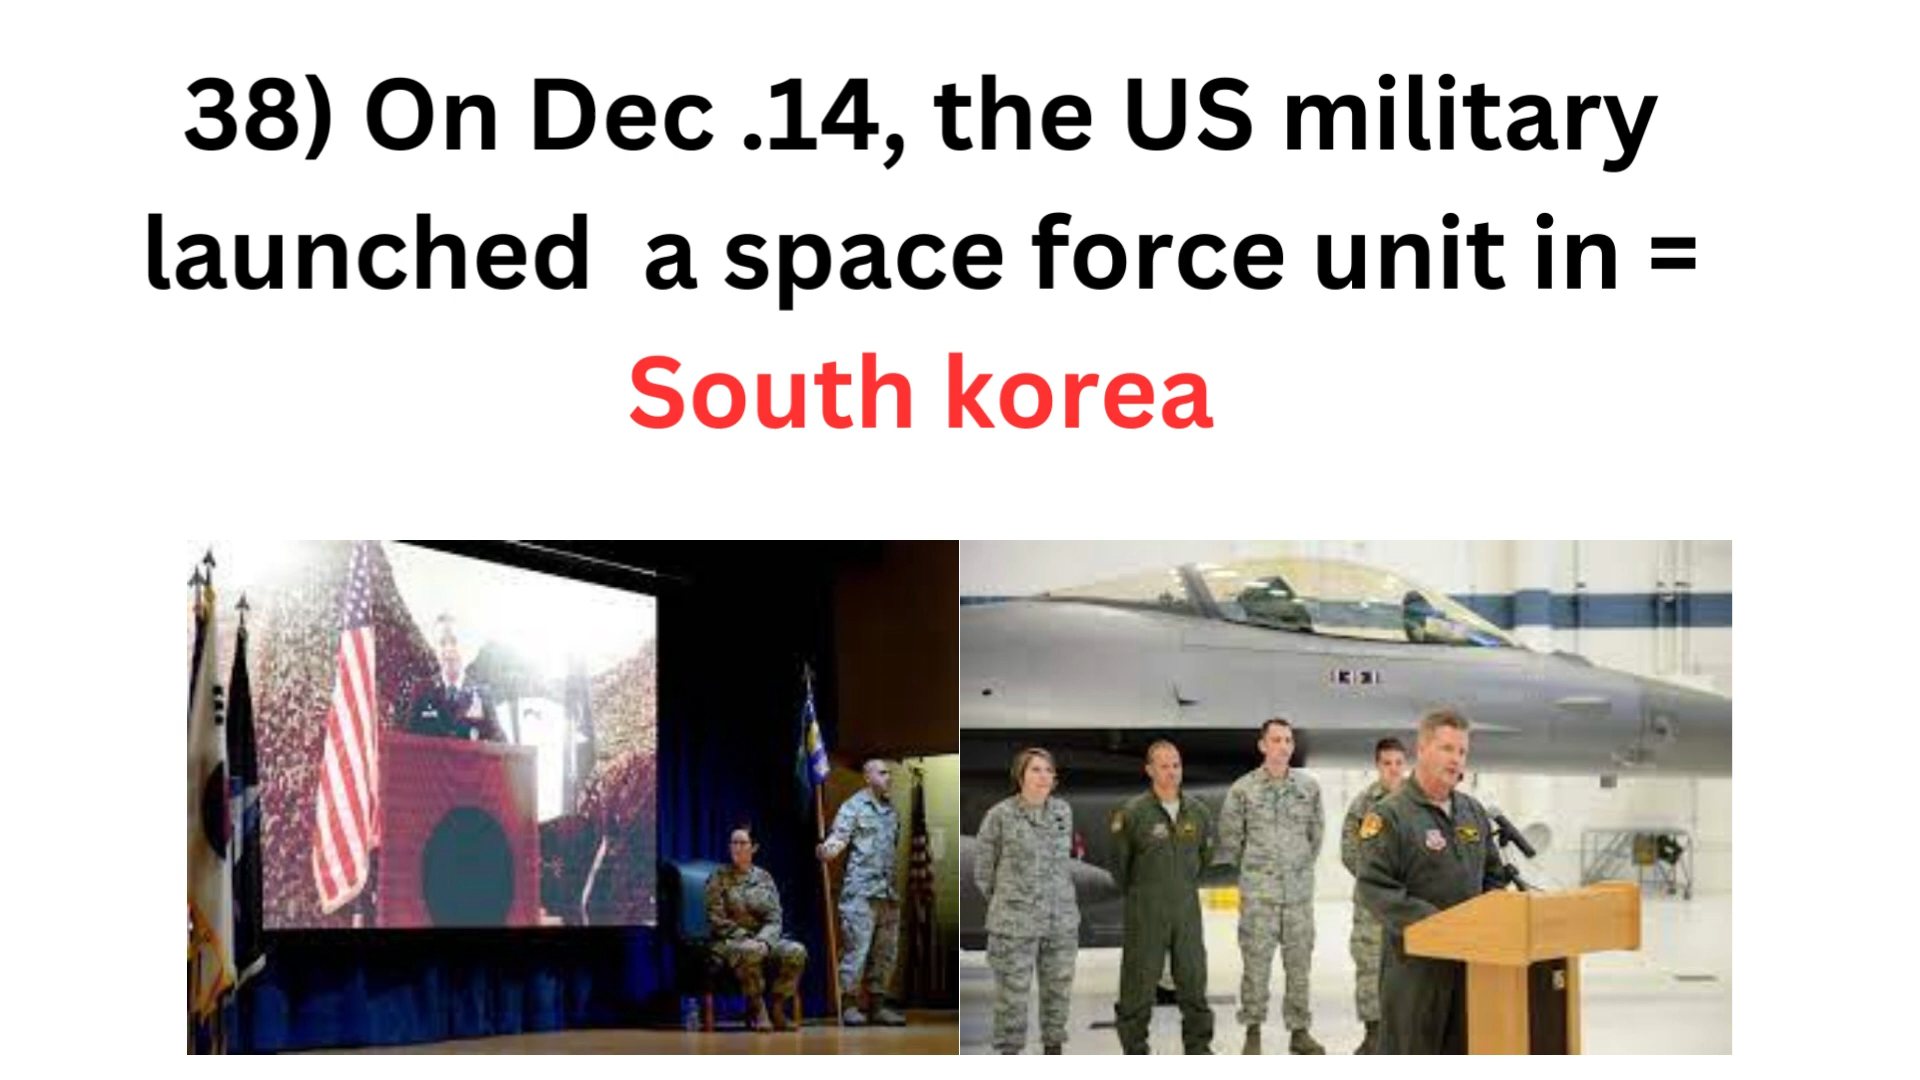 38) On Dec .14, the US military
launched  a space force unit in =
South korea